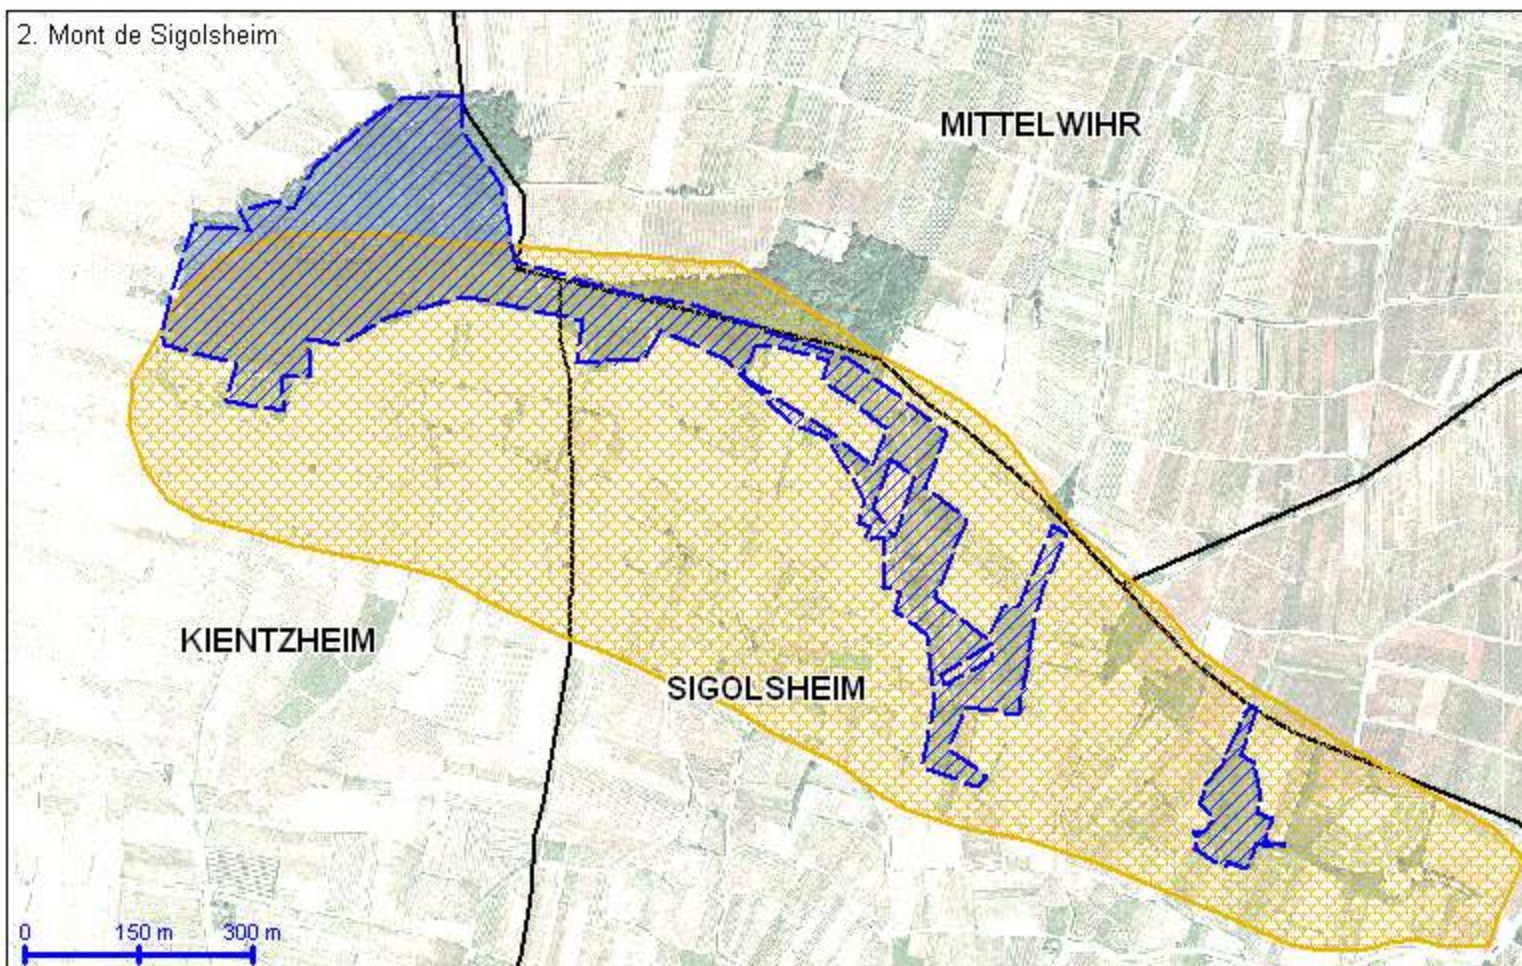 2. Mont de Sigolsheim
MITTELWIHR
KIENTZHEIM
SIGOLSHEIM
0 150 m 300 m